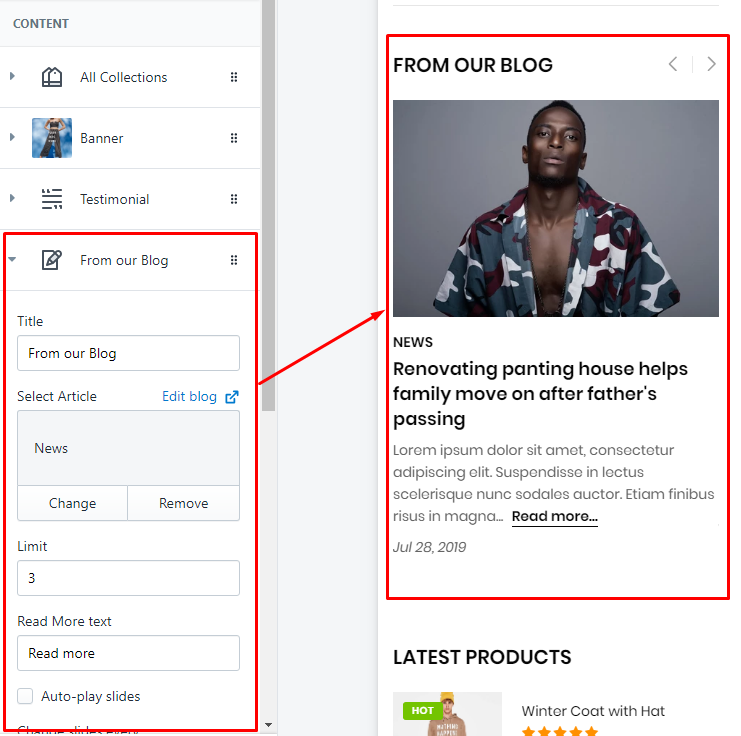 CONTENT
All Collections
Banner
Testimonial
From our Blog
Title
From our Blog
Select Article
Edit blog
News
Change
Remove
Limit
3
Read More text
Read more
Auto-play slides
Change slides every
FROM OUR BLOG
NEWS
Renovating panting house helps
family move on after father's
passing
Lorem ipsum dolor sit amet, consectetur
adipiscing elit. Suspendisse in lectus
scelerisque nunc sodales auctor. Etiam finibus
risus in magna... Read more...
Jul 28, 2019
LATEST PRODUCTS
HOT
Winter Coat with Hat